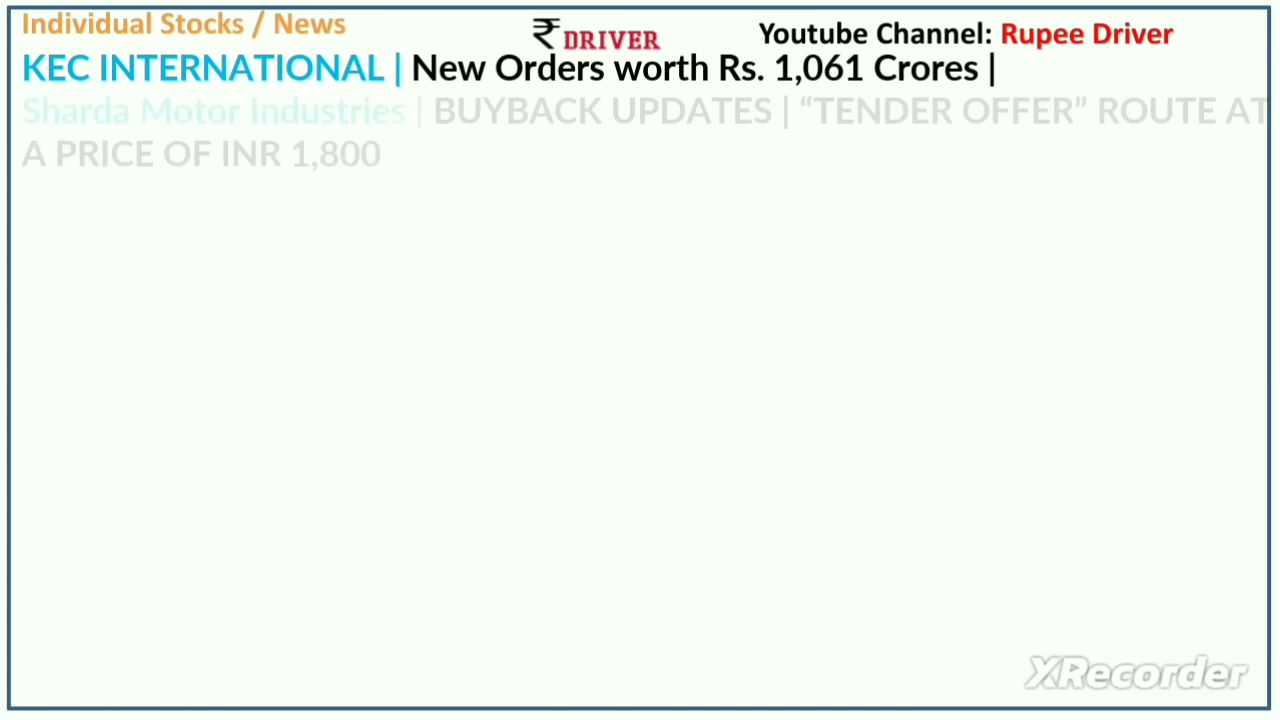 Individual Stocks / News
₹ DRIVER
Youtube Channel: Rupee Driver
KEC INTERNATIONAL | New Orders worth Rs. 1,061 Crores |
Sharda Motor Industries | BUYBACK UPDATES | “TENDER OFFER” ROUTE AT
A PRICE OF INR 1,800
XRecorder